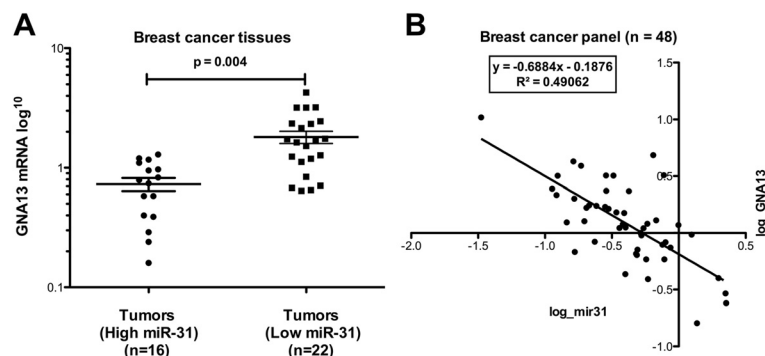 A
Breast cancer tissues
p = 0.004
GNA13 mRNA log10
10
1
0.1
Tumors
(High miR-31)
(n=16)
Tumors
(Low miR-31)
(n=22)
B
Breast cancer panel (n = 48)
y = -0.6884x - 0.1876
R² = 0.49062
1.5
1.0
0.5
-0.5
-1.0
-2.0
-1.5
-1.0
-0.5
0.0
0.5
log_mir31
log_GNA13